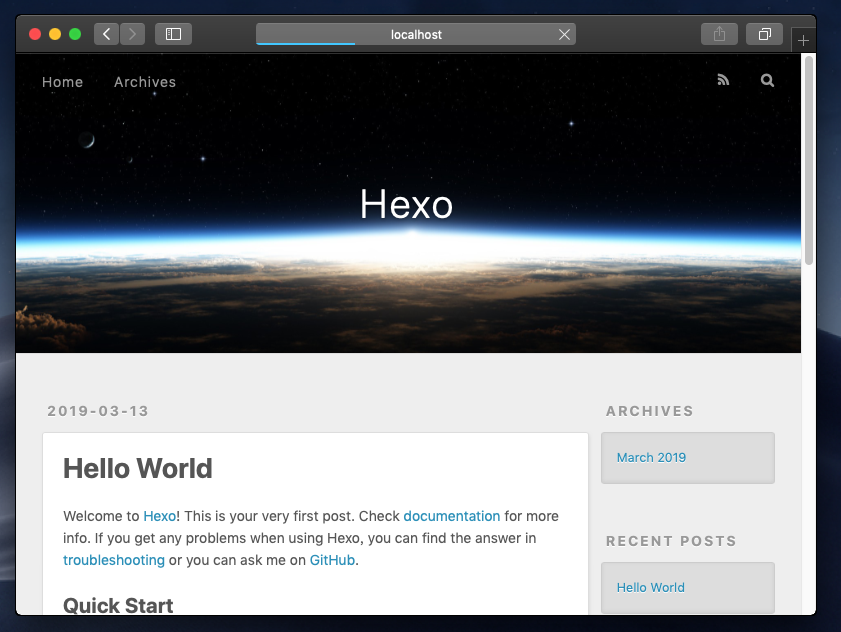 localhost
Home
Archives
Hexo
2019-03-13
Hello World
Welcome to Hexo! This is your very first post. Check documentation for more
info. If you get any problems when using Hexo, you can find the answer in
troubleshooting or you can ask me on GitHub.
Quick Start
ARCHIVES
March 2019
RECENT POSTS
Hello World